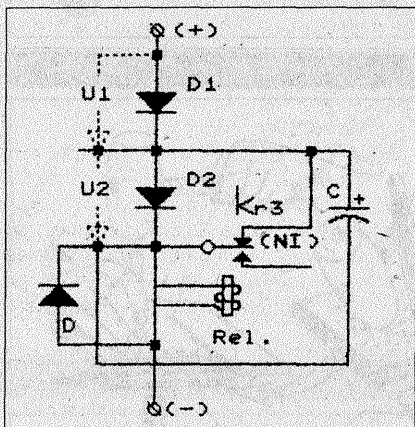 (+)
U1
D1
U2
D2
Kr3
C
+
(NI)
D
Rel.
(-)